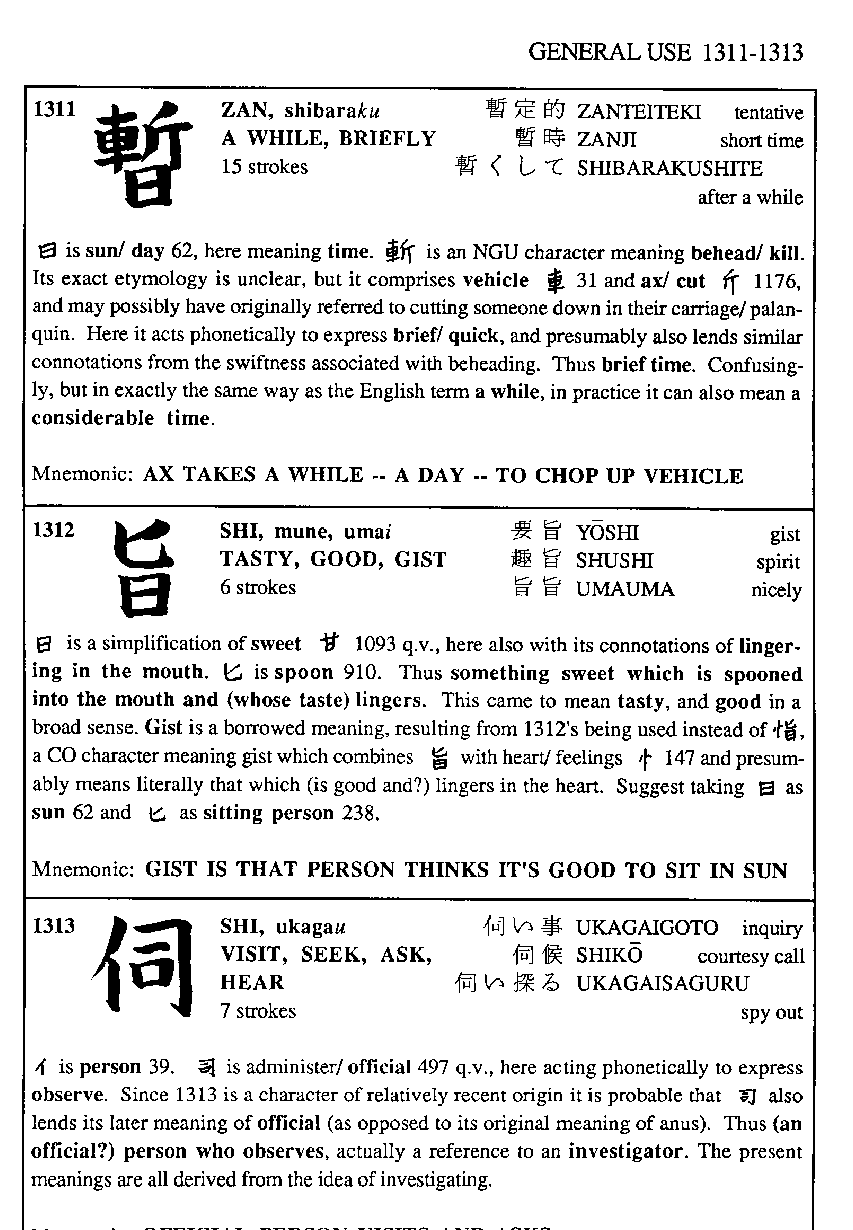 GENERAL USE 1311-1313
1311 暫 ZAN, shibaraku 暫定的 ZANTEITEKI tentative
A WHILE, BRIEFLY 暫時 ZANJI short time
15 strokes 暫くして SHIBARAKUSHITE
after a while
日 is sun/ day 62, here meaning time. 斬 is an NGU character meaning behead/ kill.
Its exact etymology is unclear, but it comprises vehicle 車 31 and ax/ cut 斤 1176,
and may possibly have originally referred to cutting someone down in their carriage/ palan-
quin. Here it acts phonetically to express brief/ quick, and presumably also lends similar
connotations from the swiftness associated with beheading. Thus brief time. Confusing-
ly, but in exactly the same way as the English term a while, in practice it can also mean a
considerable time.
Mnemonic: AX TAKES A WHILE -- A DAY -- TO CHOP UP VEHICLE
1312 旨 SHI, mune, umai 要旨 YŌSHI gist
TASTY, GOOD, GIST 趣旨 SHUSHI spirit
6 strokes 旨旨 UMAUMA nicely
日 is a simplification of sweet 甘 1093 q.v., here also with its connotations of linger-
ing in the mouth. 匕 is spoon 910. Thus something sweet which is spooned
into the mouth and (whose taste) lingers. This came to mean tasty, and good in a
broad sense. Gist is a borrowed meaning, resulting from 1312's being used instead of 恉,
a CO character meaning gist which combines 旨 with heart/ feelings 忄 147 and presum-
ably means literally that which (is good and?) lingers in the heart. Suggest taking 日 as
sun 62 and 匕 as sitting person 238.
Mnemonic: GIST IS THAT PERSON THINKS IT'S GOOD TO SIT IN SUN
1313 伺 SHI, ukagau 伺い事 UKAGAIGOTO inquiry
VISIT, SEEK, ASK, 伺候 SHIKŌ courtesy call
HEAR 伺い探る UKAGAISAGURU
7 strokes spy out
亻 is person 39. 司 is administer/ official 497 q.v., here acting phonetically to express
observe. Since 1313 is a character of relatively recent origin it is probable that 司 also
lends its later meaning of official (as opposed to its original meaning of anus). Thus (an
official?) person who observes, actually a reference to an investigator. The present
meanings are all derived from the idea of investigating.